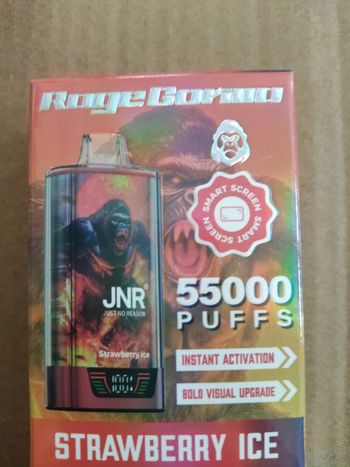 Rage Gorilla
SMART SCREEN SMART SCREEN
JNR®
JUST NO REASON
Strawberry Ice
100
55000
PUFFS
INSTANT ACTIVATION
BOLD VISUAL UPGRADE
STRAWBERRY ICE